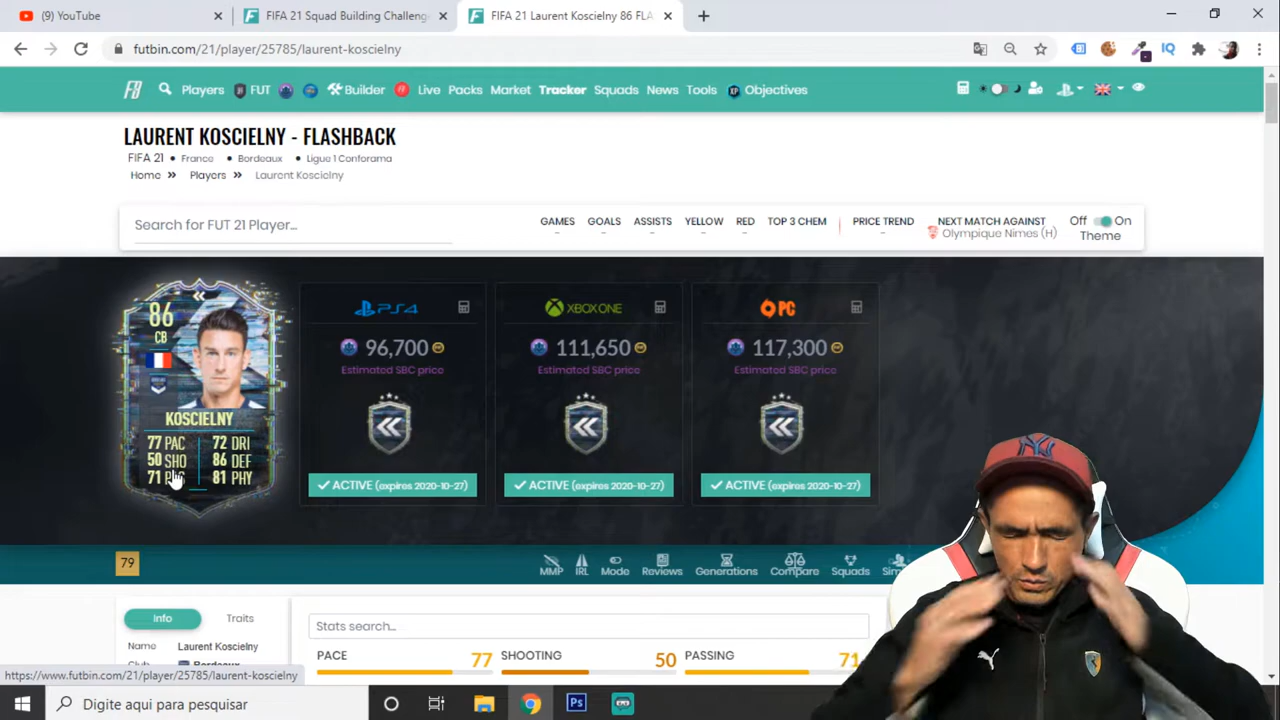 (9) YouTube
FIFA 21 Squad Building Challeng
FIFA 21 Laurent Koscielny 86 FLA
futbin.com/21/player/25785/laurent-koscielny
IQ
F8 Players FUT Builder Live Packs Market Tracker Squads News Tools XP Objectives
LAURENT KOSCIELNY - FLASHBACK
FIFA 21 • France • Bordeaux • Ligue 1 Conforama
Home » Players » Laurent Koscielny
Search for FUT 21 Player...
GAMES GOALS ASSISTS YELLOW RED TOP 3 CHEM PRICE TREND NEXT MATCH AGAINST Off On
- - - - - - - Olympique Nimes (H) Theme
86
CB
KOSCIELNY
77 PAC 72 DRI
50 SHO 86 DEF
71 81 PHY
PS4 XBOX ONE PC
96,700 111,650 117,300
Estimated SBC price Estimated SBC price Estimated SBC price
ACTIVE (expires 2020-10-27) ACTIVE (expires 2020-10-27) ACTIVE (expires 2020-10-27)
79
MMP IRL Mode Reviews Generations Compare Squads
Info Traits
Stats search...
Name Laurent Koscielny
PACE 77 SHOOTING 50 PASSING 71
Club Bordeaux
https://www.futbin.com/21/player/25785/laurent-koscielny
Digite aqui para pesquisar
Ps
NY